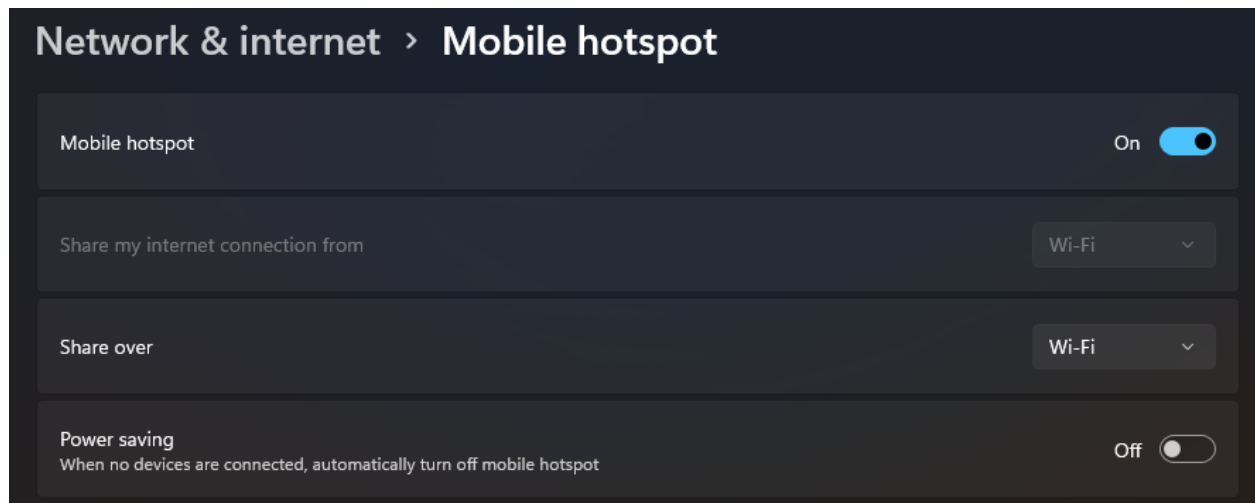 Network & internet > Mobile hotspot
Mobile hotspot On
Share my internet connection from Wi-Fi
Share over Wi-Fi
Power saving
When no devices are connected, automatically turn off mobile hotspot Off